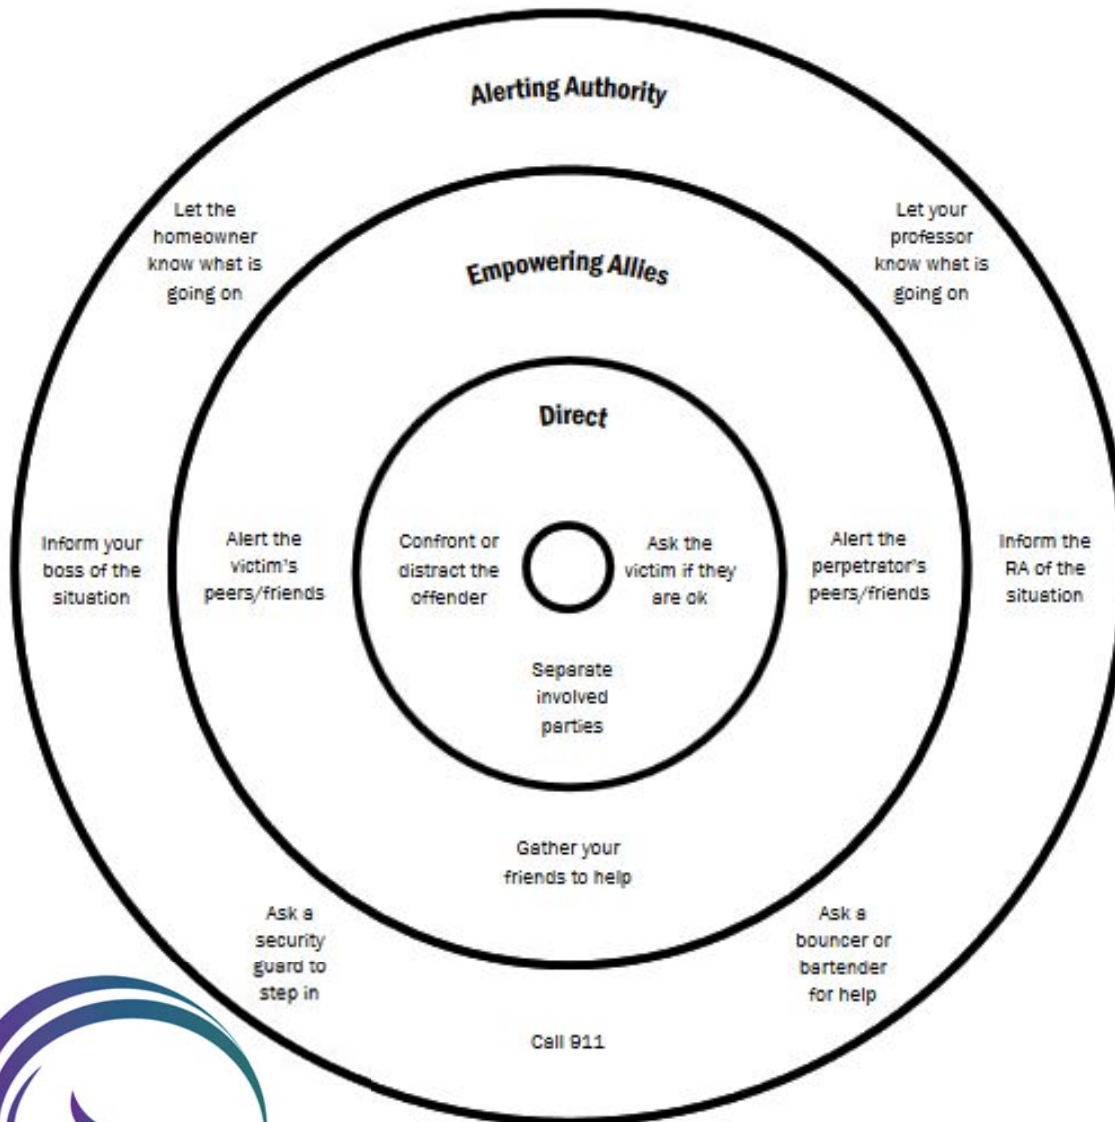 Alerting Authority
Let the
homeowner
know what is
going on
Let your
professor
know what is
going on
Empowering Allies
Direct
Inform your
boss of the
situation
Alert the
victim's
peers/friends
Confront or
distract the
offender
Ask the
victim if they
are ok
Alert the
perpetrator's
peers/friends
Inform the
RA of the
situation
Separate
involved
parties
Gather your
friends to help
Ask a
security
guard to
step in
Ask a
bouncer or
bartender
for help
Call 911